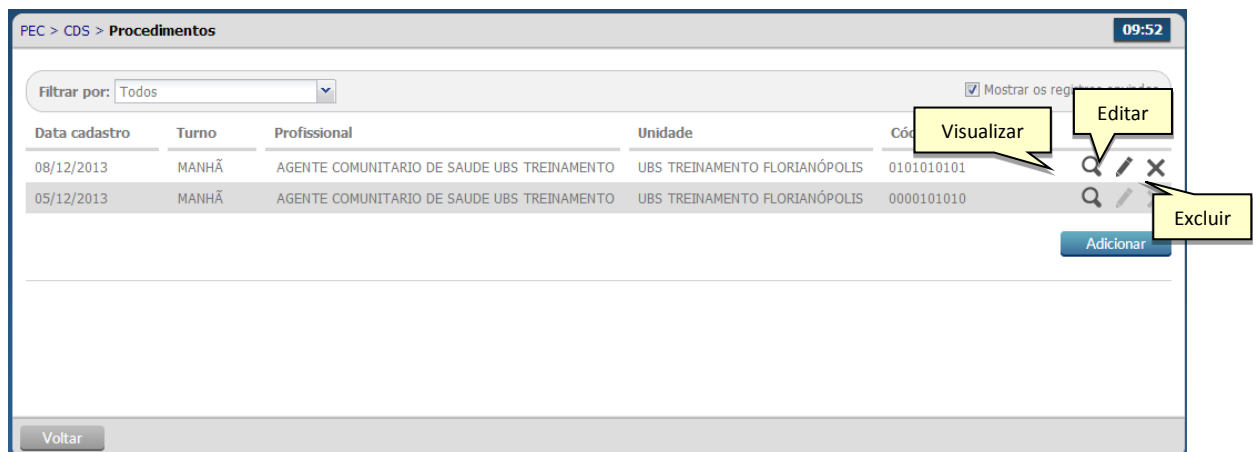 PEC > CDS > Procedimentos 09:52
Filtrar por: Todos Mostrar os
Editar
Visualizar
Data cadastro Turno Profissional Unidade
08/12/2013 MANHÃ AGENTE COMUNITARIO DE SAUDE UBS TREINAMENTO UBS TREINAMENTO FLORIANÓPOLIS 0101010101
05/12/2013 MANHÃ AGENTE COMUNITARIO DE SAUDE UBS TREINAMENTO UBS TREINAMENTO FLORIANÓPOLIS 0000101010
Excluir
Adicionar
Voltar